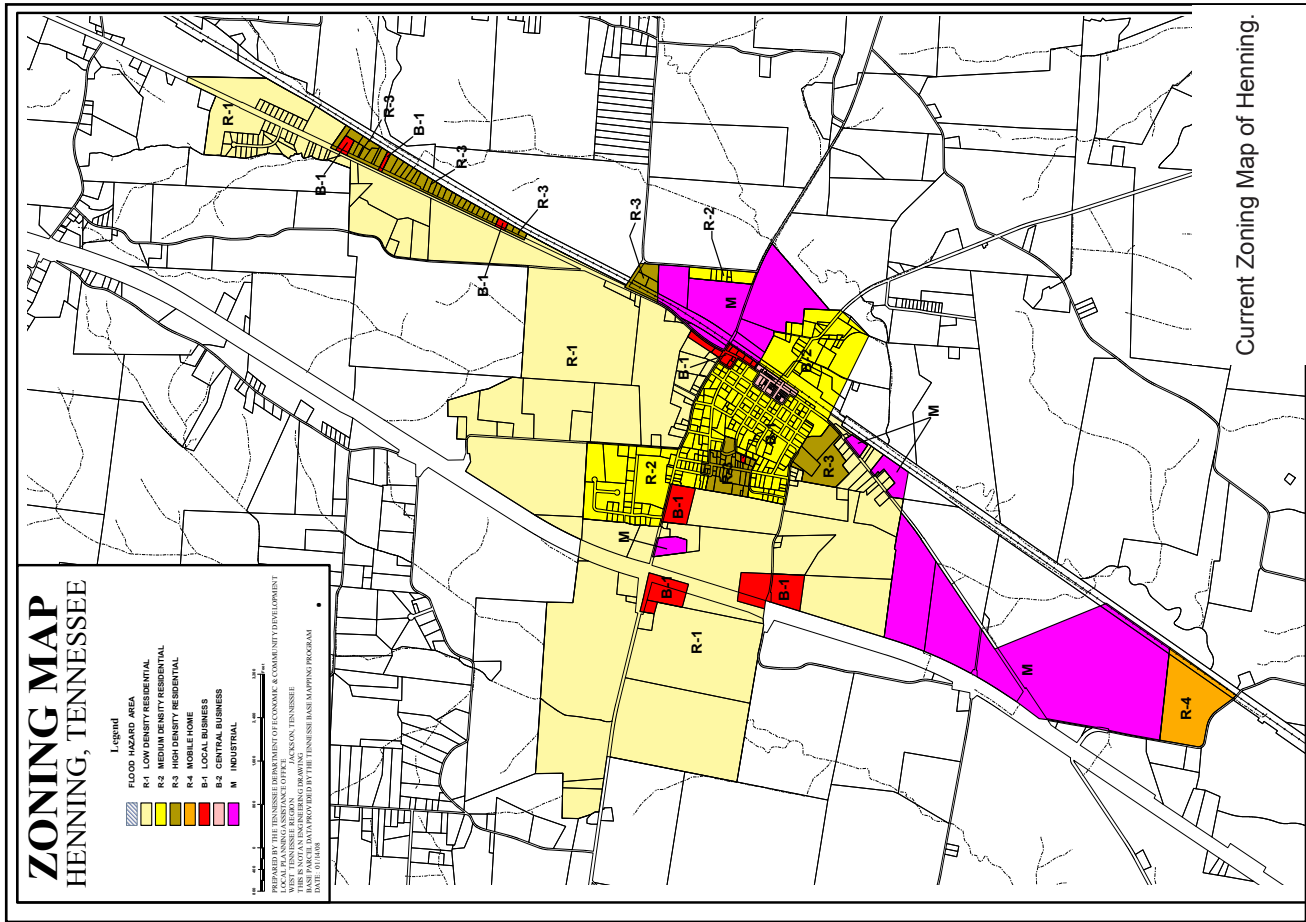 ZONING MAP
HENNING, TENNESSEE
Legend
FLOOD HAZARD AREA
R-1 LOW DENSITY RESIDENTIAL
R-2 MEDIUM DENSITY RESIDENTIAL
R-3 HIGH DENSITY RESIDENTIAL
R-4 MOBILE HOME
B-1 LOCAL BUSINESS
B-2 CENTRAL BUSINESS
M INDUSTRIAL
PREPARED BY THE TENNESSEE DEPARTMENT OF ECONOMIC & COMMUNITY DEVELOPMENT
LOCAL PLANNING ASSISTANCE OFFICE
WEST TENNESSEE REGION JACKSON, TENNESSEE
THIS IS NOT AN ENGINEERING DRAWING
BASE PARCEL DATA PROVIDED BY THE TENNESSEE BASE MAPPING PROGRAM
DATE: 01/14/08
R-1
B-1
R-3
B-1
R-3
R-3
B-1
R-3
R-2
M
R-1
B-1
B-2
R-2
B-1
R-3
M
M
B-1
B-1
R-1
M
R-4
Current Zoning Map of Henning.